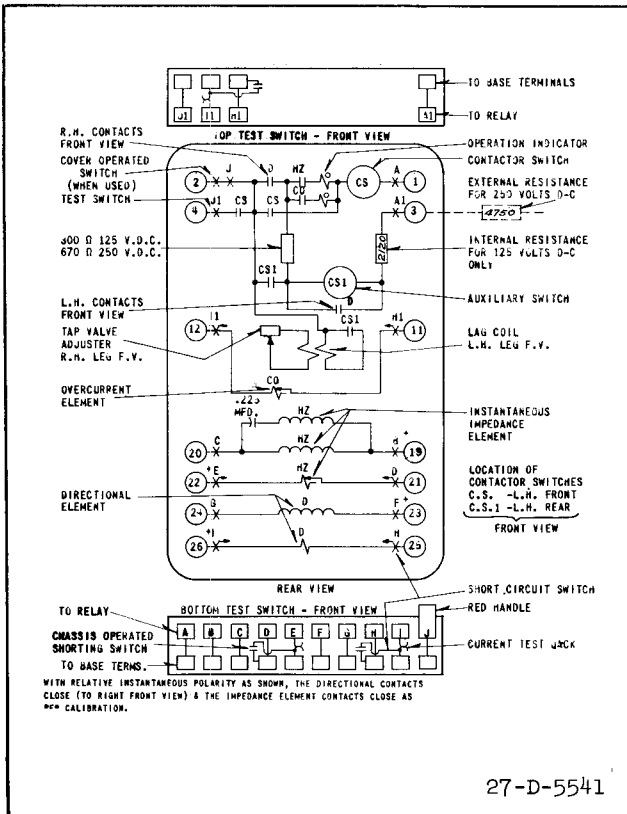 TO BASE TERMINALS
J1 I1 H1 A1
TO RELAY
TOP TEST SWITCH - FRONT VIEW
R.H. CONTACTS
FRONT VIEW
COVER OPERATED
SWITCH
(WHEN USED)
TEST SWITCH
OPERATION INDICATOR
CONTACTOR SWITCH
EXTERNAL RESISTANCE
FOR 250 VOLTS D-C
2 J D HZ CS A 1
CO
4 J1 CS CS A1 3 4750
800 Ω 125 V.D.C.
670 Ω 250 V.D.C.
2120
INTERNAL RESISTANCE
FOR 125 VOLTS D-C
ONLY
CS1 CS1
AUXILIARY SWITCH
L.H. CONTACTS
FRONT VIEW
D
CS1
12 I1 H1 11
TAP VALVE
ADJUSTER
R.H. LEG F.V.
LAG COIL
L.H. LEG F.V.
OVERCURRENT
ELEMENT
CO
.225
MFD.
HZ
INSTANTANEOUS
IMPEDANCE
ELEMENT
20 C HZ B + 19
22 +E HZ D 21
DIRECTIONAL
ELEMENT
24 G D F + 23
26 +I D H 25
LOCATION OF
CONTACTOR SWITCHES
C.S. -L.H. FRONT
C.S.1 -L.H. REAR
FRONT VIEW
REAR VIEW
SHORT CIRCUIT SWITCH
RED HANDLE
BOTTOM TEST SWITCH - FRONT VIEW
TO RELAY
A B C D E F G H I J
CHASSIS OPERATED
SHORTING SWITCH
CURRENT TEST JACK
TO BASE TERMS.
WITH RELATIVE INSTANTANEOUS POLARITY AS SHOWN, THE DIRECTIONAL CONTACTS
CLOSE (TO RIGHT FRONT VIEW) & THE IMPEDANCE ELEMENT CONTACTS CLOSE AS
PER CALIBRATION.
27-D-5541